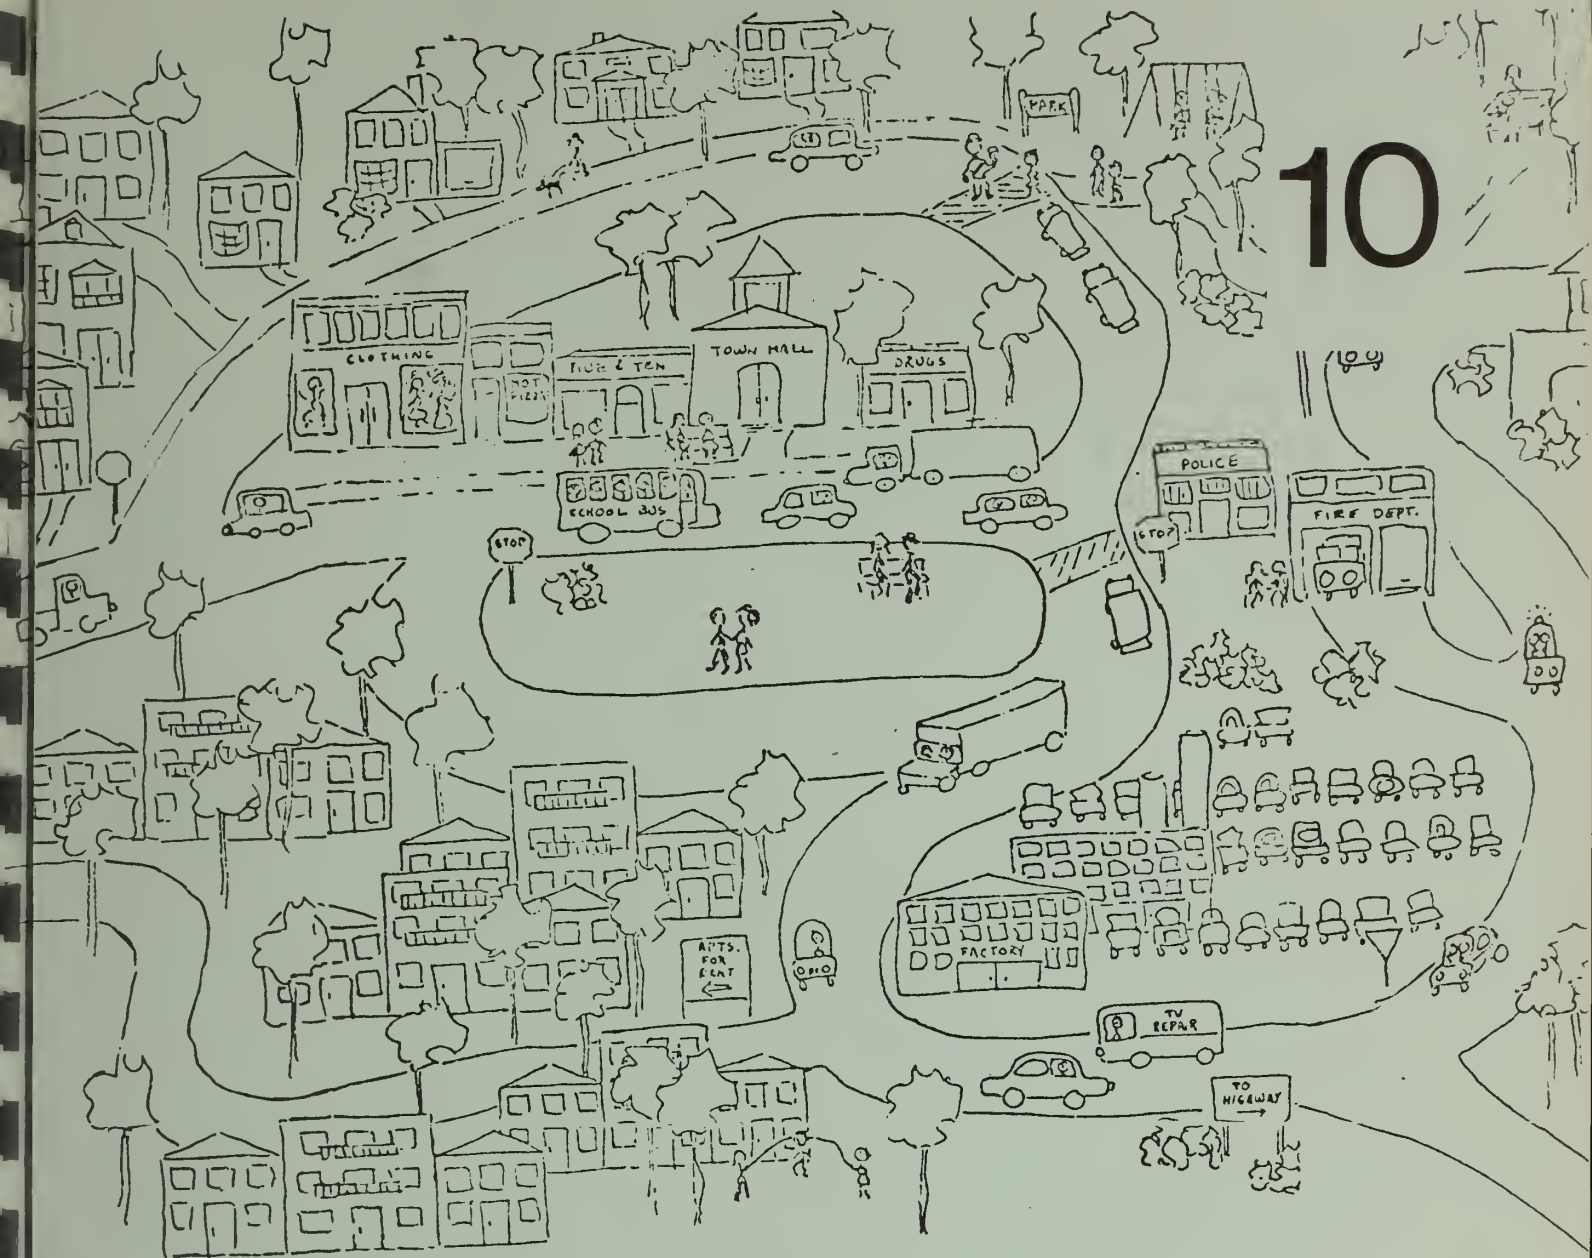 PARK
10
CLOTHING
HOT
PIZZA
FIVE & TEN
TOWN HALL
DRUGS
POLICE
SCHOOL BUS
FIRE DEPT.
STOP
STOP
FACTORY
APTS.
FOR
RENT
TV
REPAIR
TO
HIGHWAY